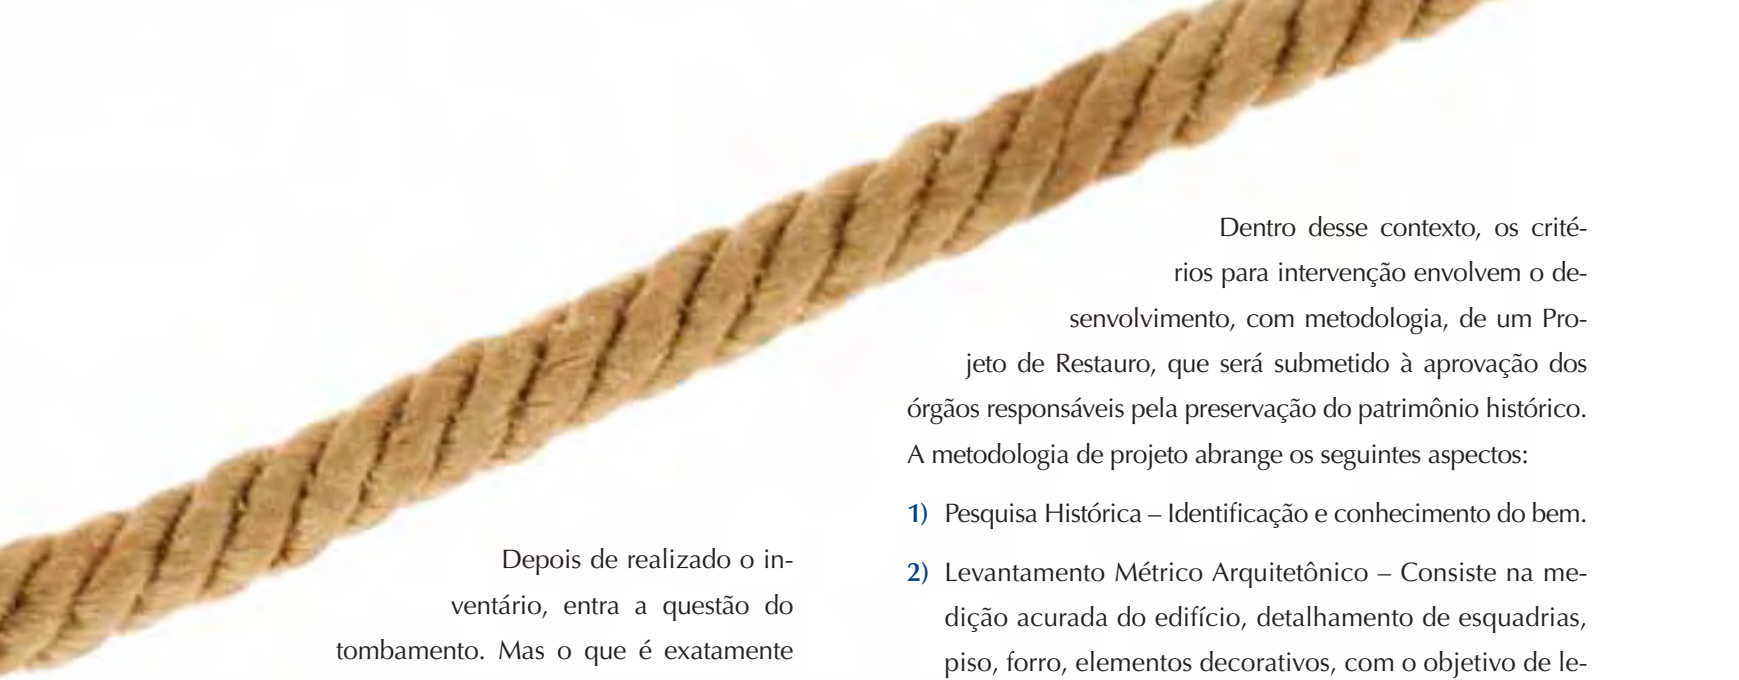 Depois de realizado o in-
ventário, entra a questão do
tombamento. Mas o que é exatamente
Dentro desse contexto, os crité-
rios para intervenção envolvem o de-
senvolvimento, com metodologia, de um Pro-
jeto de Restauro, que será submetido à aprovação dos
órgãos responsáveis pela preservação do patrimônio histórico.
A metodologia de projeto abrange os seguintes aspectos:
1) Pesquisa Histórica – Identificação e conhecimento do bem.
2) Levantamento Métrico Arquitetônico – Consiste na me-
dição acurada do edifício, detalhamento de esquadrias,
piso, forro, elementos decorativos, com o objetivo de le-